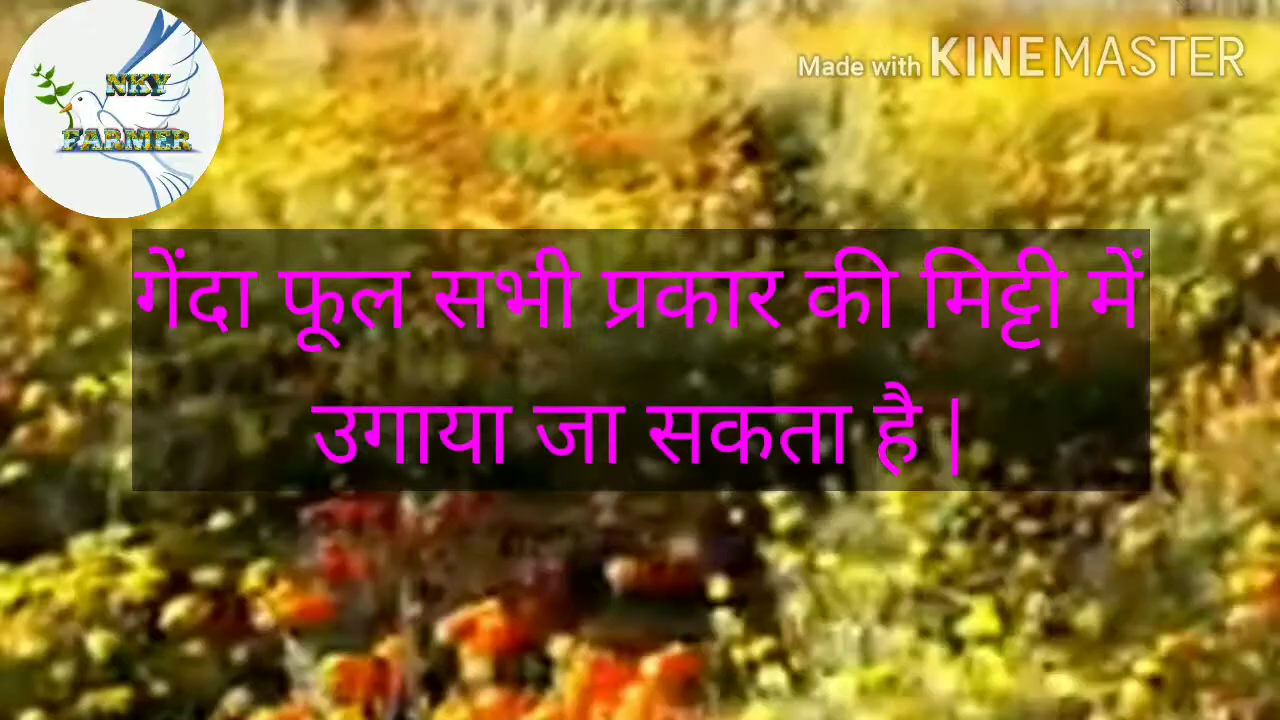 NKY
FARMER
Made with KINEMASTER
गेंदा फूल सभी प्रकार की मिट्टी में
उगाया जा सकता है |